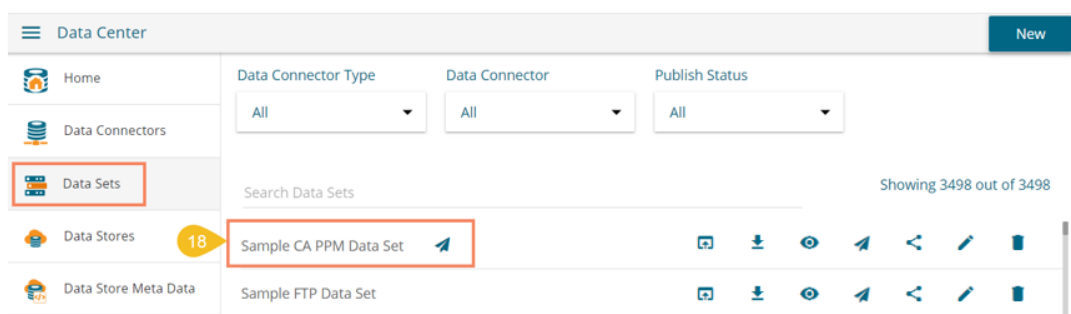 Data Center
New
Home
Data Connectors
Data Sets
Data Stores
Data Store Meta Data
Data Connector Type
Data Connector
Publish Status
All
All
All
Search Data Sets
Showing 3498 out of 3498
18
Sample CA PPM Data Set
Sample FTP Data Set